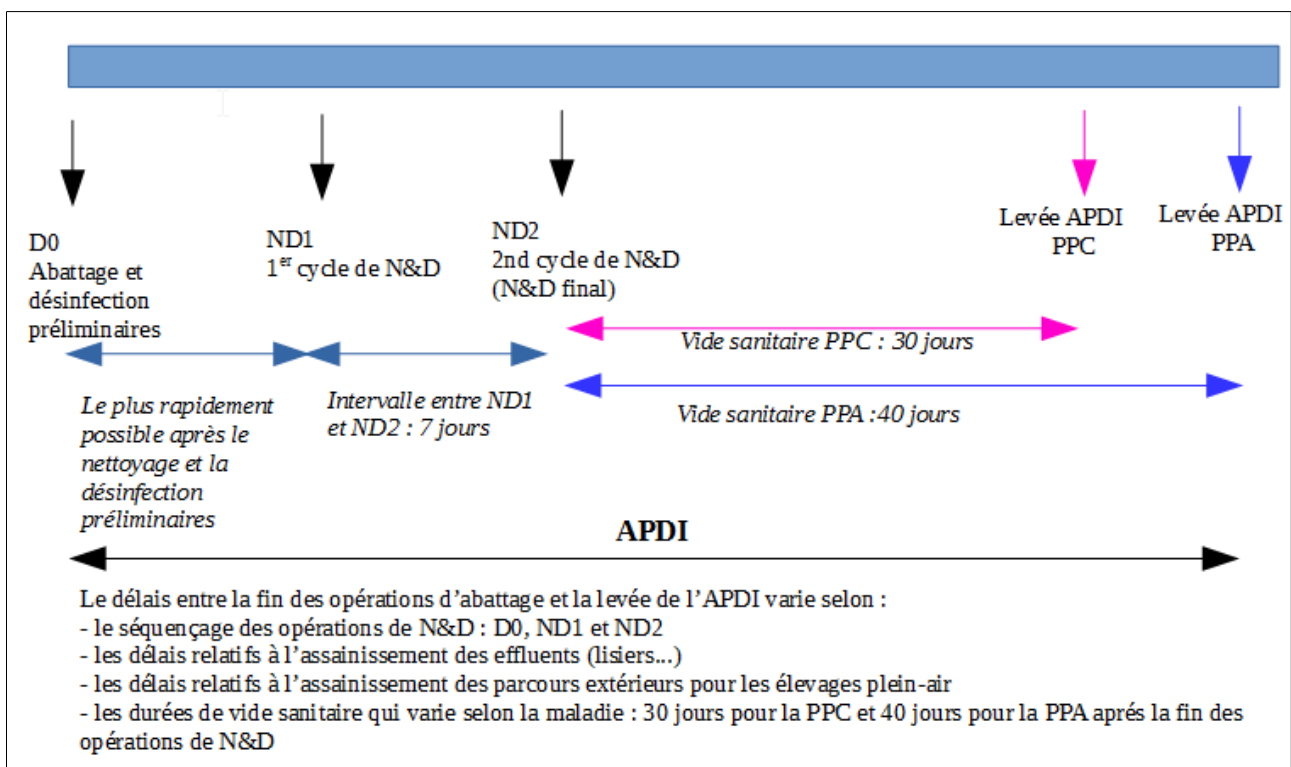 D0
Abattage et
désinfection
préliminaires
ND1
1er cycle de N&D
ND2
2nd cycle de N&D
(N&D final)
Levée APDI
PPC
Levée APDI
PPA
Vide sanitaire PPC : 30 jours
Vide sanitaire PPA :40 jours
Le plus rapidement
possible après le
nettoyage et la
désinfection
préliminaires
Intervalle entre ND1
et ND2 : 7 jours
APDI
Le délais entre la fin des opérations d’abattage et la levée de l’APDI varie selon :
- le séquençage des opérations de N&D : D0, ND1 et ND2
- les délais relatifs à l’assainissement des effluents (lisiers...)
- les délais relatifs à l’assainissement des parcours extérieurs pour les élevages plein-air
- les durées de vide sanitaire qui varie selon la maladie : 30 jours pour la PPC et 40 jours pour la PPA aprés la fin des
opérations de N&D